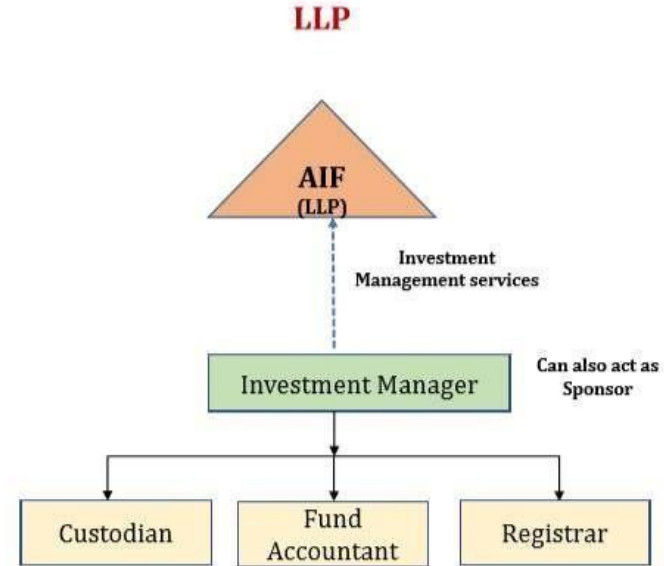 LLP
AIF
(LLP)
Investment
Management services
Investment Manager
Can also act as
Sponsor
Custodian
Fund
Accountant
Registrar